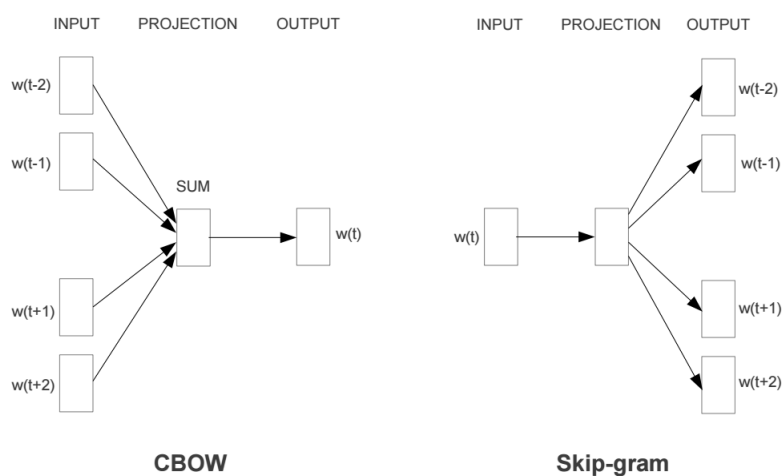 INPUT PROJECTION OUTPUT
w(t-2)
w(t-1)
SUM
w(t)
w(t+1)
w(t+2)
CBOW
INPUT PROJECTION OUTPUT
w(t-2)
w(t-1)
w(t)
w(t+1)
w(t+2)
Skip-gram